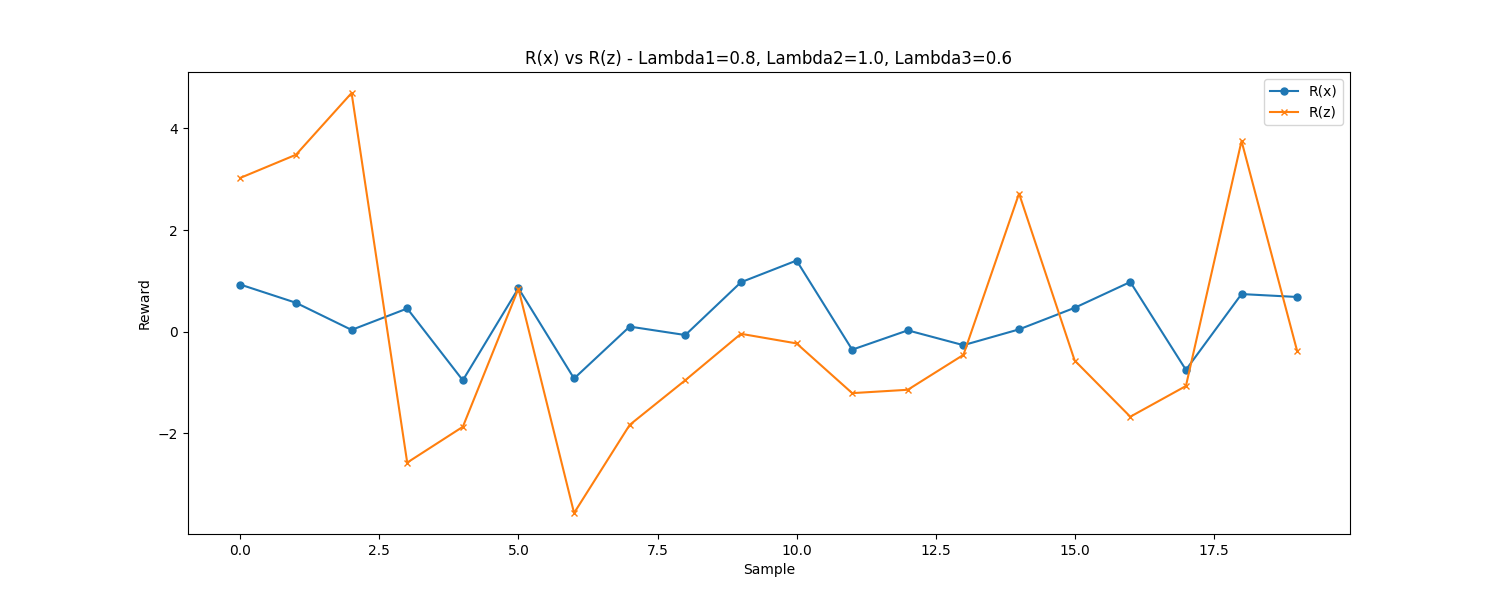 R(x) vs R(z) - Lambda1=0.8, Lambda2=1.0, Lambda3=0.6
R(x)
R(z)
Reward
4
2
0
−2
0.0 2.5 5.0 7.5 10.0 12.5 15.0 17.5
Sample